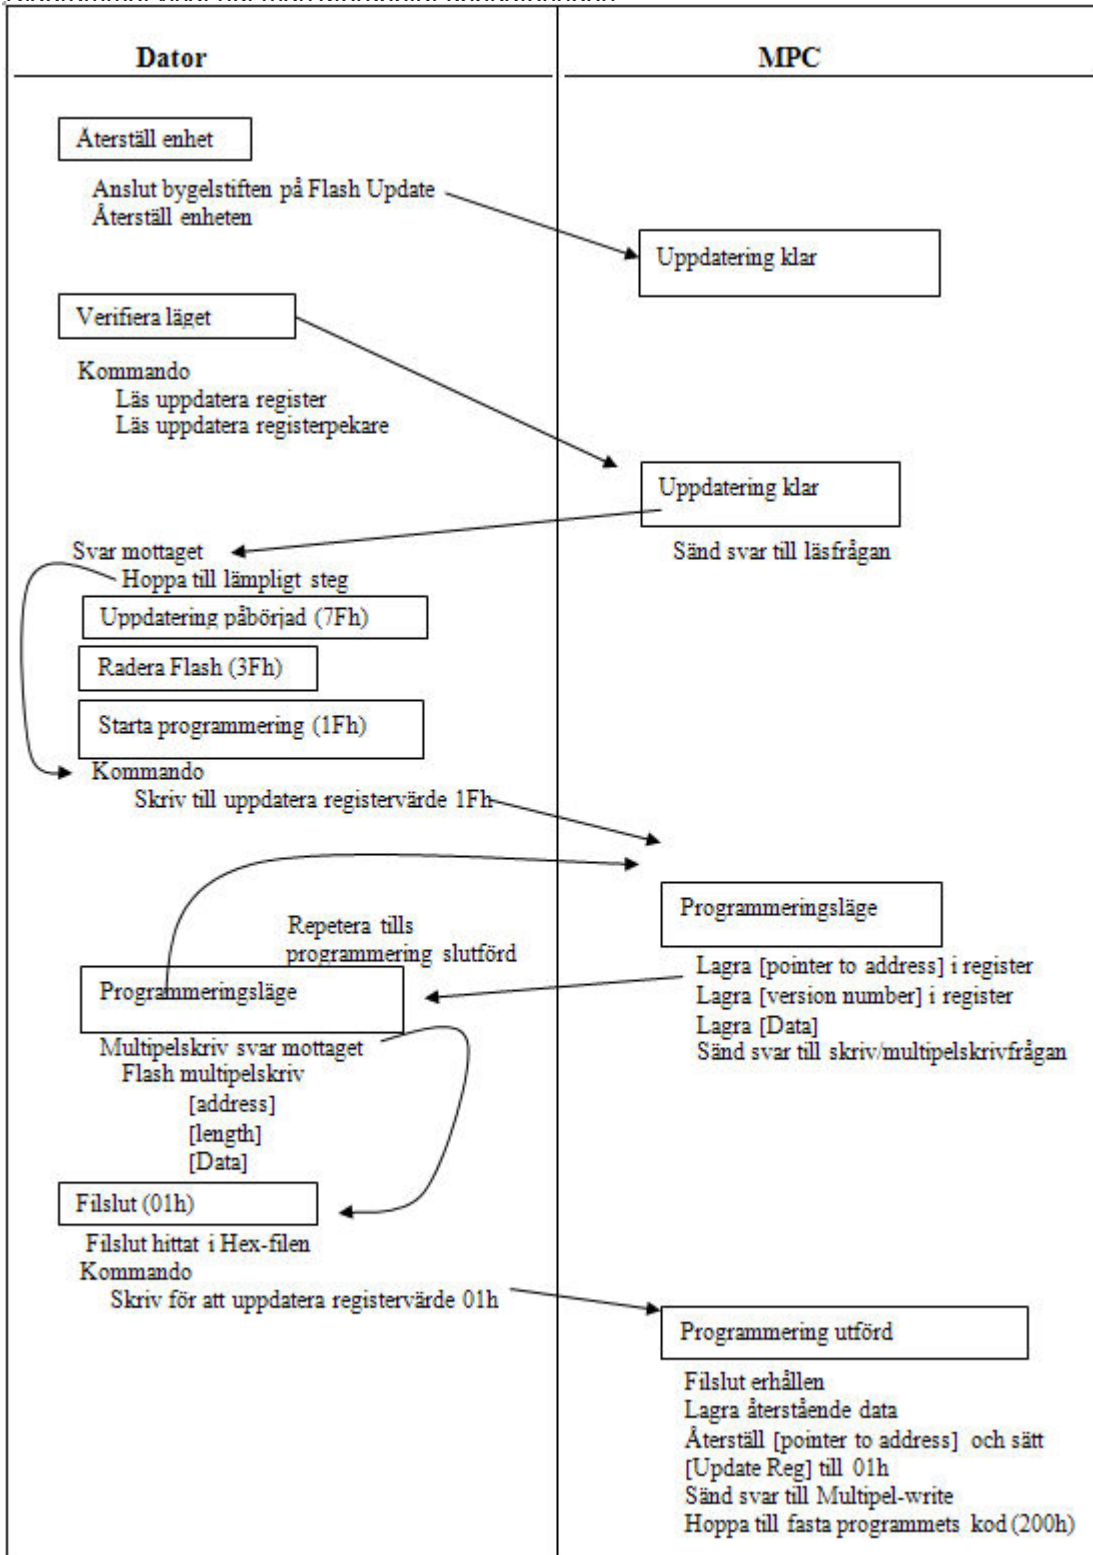 Dator
MPC
Återställ enhet
Anslut bygelstiften på Flash Update
Återställ enheten
Uppdatering klar
Verifiera läget
Kommando
Läs uppdatera register
Läs uppdatera registerpekare
Uppdatering klar
Sänd svar till läsfrågan
Svar mottaget
Hoppa till lämpligt steg
Uppdatering påbörjad (7Fh)
Radera Flash (3Fh)
Starta programmering (1Fh)
Kommando
Skriv till uppdatera registervärde 1Fh
Programmeringsläge
Lagra [pointer to address] i register
Lagra [version number] i register
Lagra [Data]
Sänd svar till skriv/multipelskrivfrågan
Repetera tills
programmering slutförd
Programmeringsläge
Multipelskriv svar mottaget
Flash multipelskriv
[address]
[length]
[Data]
Filslut (01h)
Filslut hittat i Hex-filen
Kommando
Skriv för att uppdatera registervärde 01h
Programmering utförd
Filslut erhållen
Lagra återstående data
Återställ [pointer to address] och sätt
[Update Reg] till 01h
Sänd svar till Multipel-write
Hoppa till fasta programmets kod (200h)